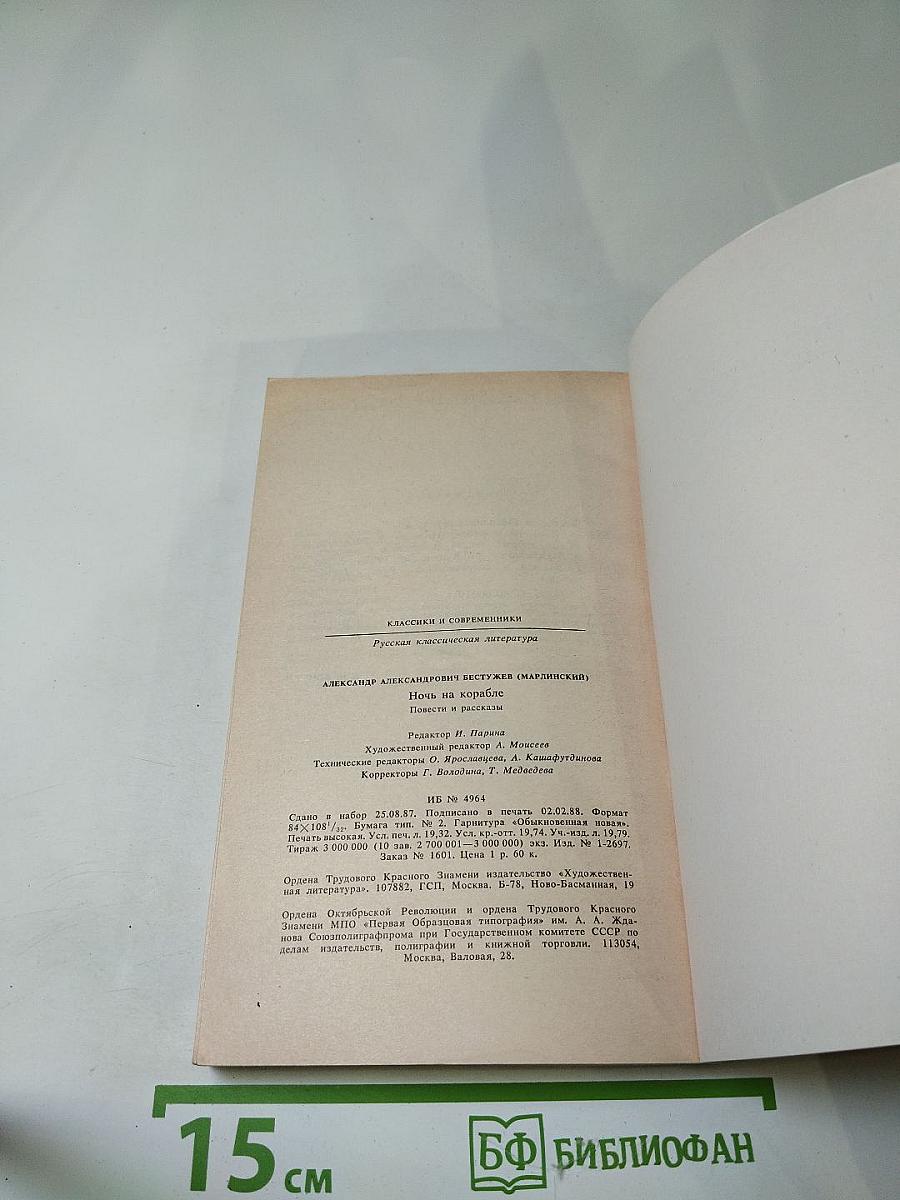 КЛАССИКИ И СОВРЕМЕННИКИ
Русская классическая литература
АЛЕКСАНДР АЛЕКСАНДРОВИЧ БЕСТУЖЕВ (МАРЛИНСКИЙ)
Ночь на корабле
Повести и рассказы
Редактор И. Парина
Художественный редактор А. Моисеев
Технические редакторы О. Ярославцева, А. Кашафутдинова
Корректоры Г. Володина, Т. Медведева
ИБ № 4964
Сдано в набор 25.08.87. Подписано в печать 02.02.88. Формат
84×108¹/₃₂. Бумага тип. № 2. Гарнитура «Обыкновенная новая».
Печать высокая. Усл. печ. л. 19,32. Усл. кр.-отт. 19,74. Уч.-изд. л. 19,79.
Тираж 3 000 000 (10 зав. 2 700 001—3 000 000) экз. Изд. № 1-2697.
Заказ № 1601. Цена 1 р. 60 к.
Ордена Трудового Красного Знамени издательство «Художествен-
ная литература». 107882, ГСП, Москва. Б-78, Ново-Басманная, 19
Ордена Октябрьской Революции и ордена Трудового Красного
Знамени МПО «Первая Образцовая типография» им. А. А. Жда-
нова Союзполиграфпрома при Государственном комитете СССР по
делам издательств, полиграфии и книжной торговли. 113054,
Москва, Валовая, 28.
15 см
БФ БИБЛИОФАН